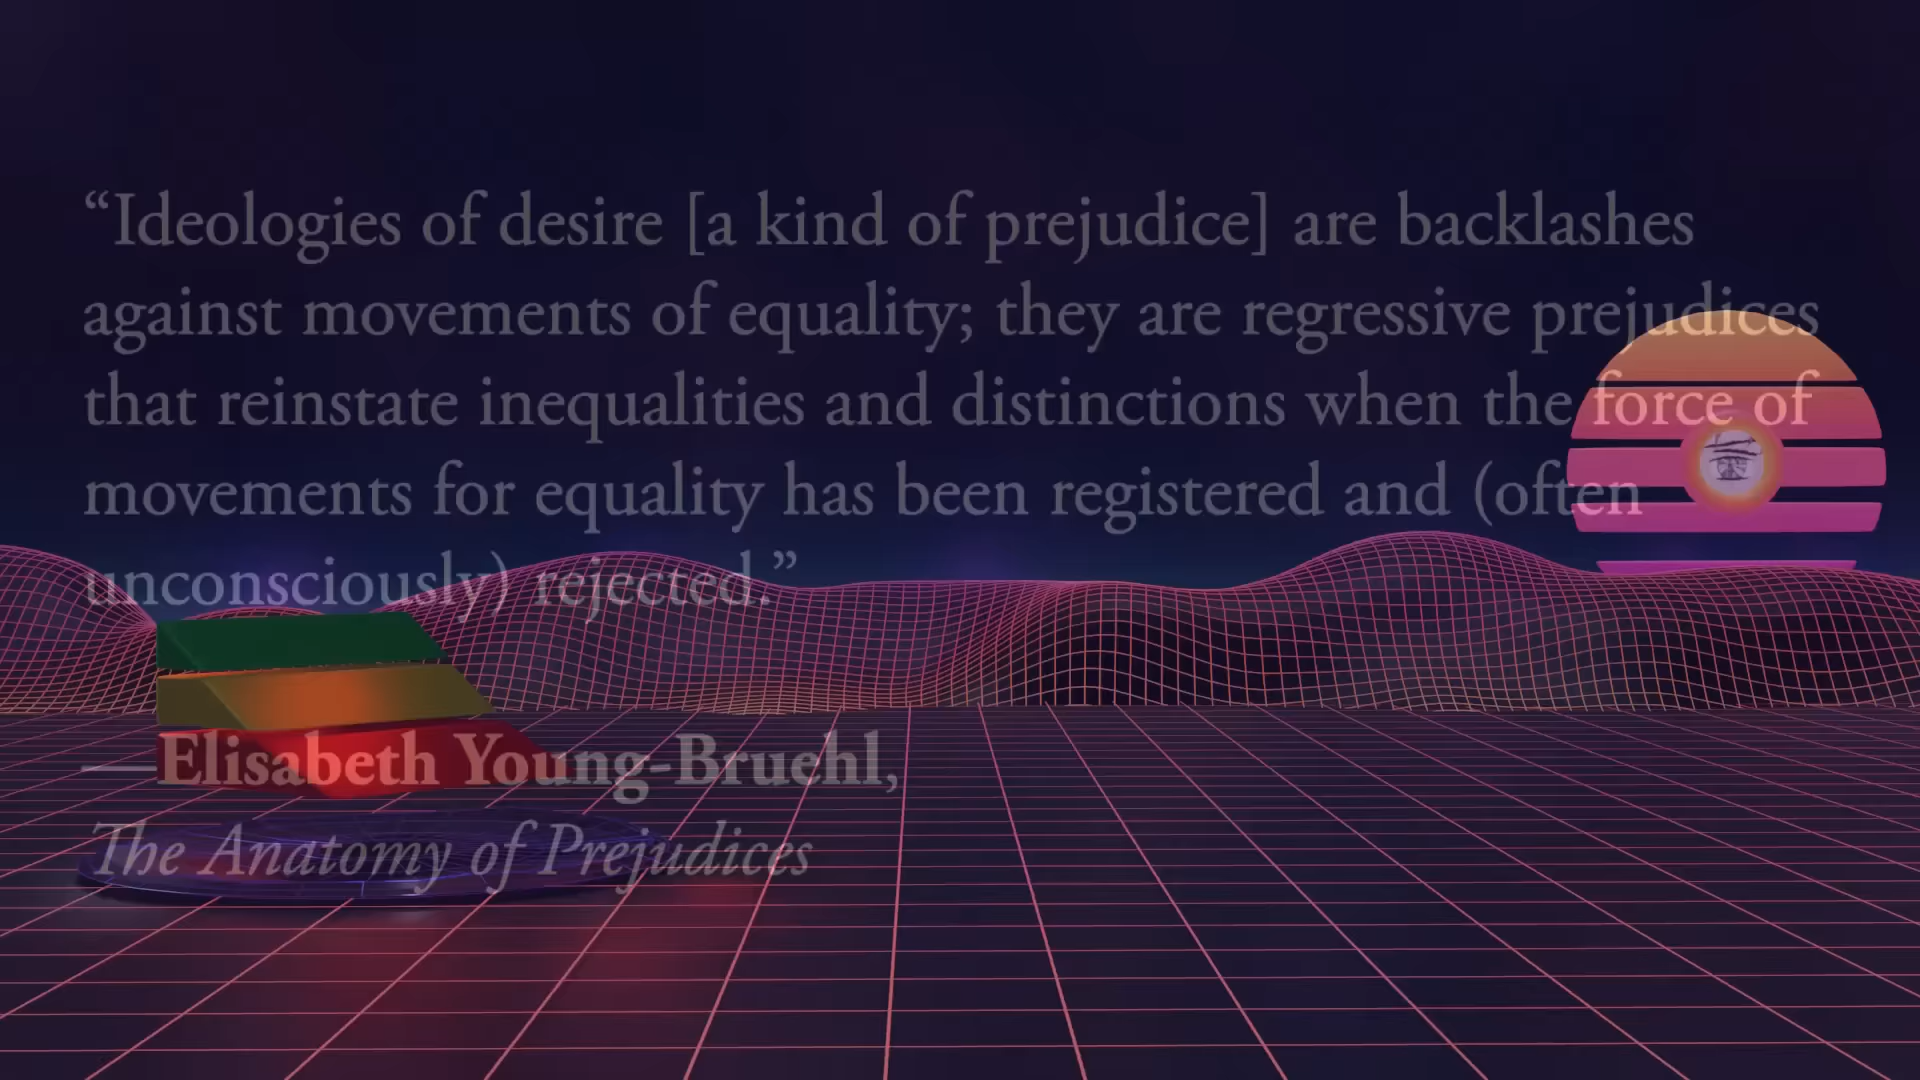 “Ideologies of desire [a kind of prejudice] are backlashes
against movements of equality; they are regressive prejudices
that reinstate inequalities and distinctions when the force of
movements for equality has been registered and (often
unconsciously) rejected.”
—Elisabeth Young-Bruehl,
The Anatomy of Prejudices